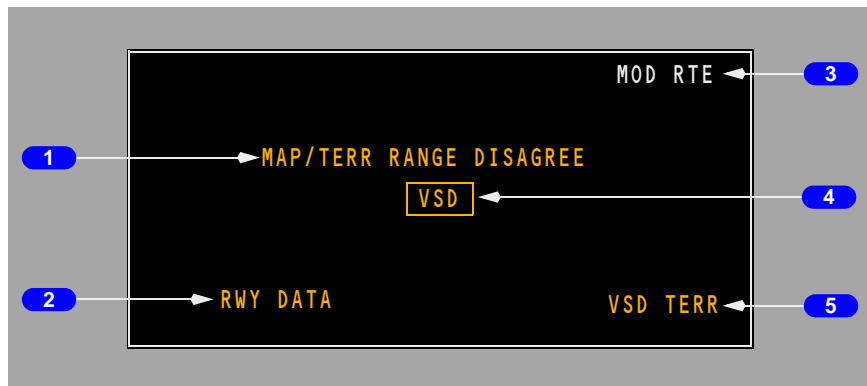 MOD RTE 3
1 MAP/TERR RANGE DISAGREE
VSD 4
2 RWY DATA
VSD TERR 5